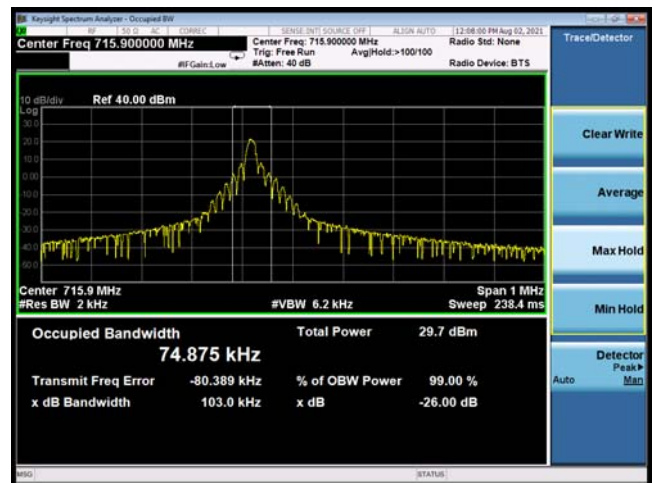 Keysight Spectrum Analyzer - Occupied BW
RF 50 Ω AC CORREC SENSE:INT SOURCE OFF ALIGN AUTO 12:08:00 PM Aug 02, 2021
Center Freq 715.900000 MHz
Center Freq: 715.900000 MHz
Radio Std: None
Trig: Free Run Avg|Hold:>100/100
#IFGain:Low #Atten: 40 dB Radio Device: BTS
Trace/Detector
10 dB/div Ref 40.00 dBm
Log
30.0
20.0
10.0
0.00
10.0
20.0
30.0
40.0
50.0
Center 715.9 MHz Span 1 MHz
#Res BW 2 kHz #VBW 6.2 kHz Sweep 238.4 ms
Occupied Bandwidth Total Power 29.7 dBm
74.875 kHz
Transmit Freq Error -80.389 kHz % of OBW Power 99.00 %
x dB Bandwidth 103.0 kHz x dB -26.00 dB
Clear Write
Average
Max Hold
Min Hold
Detector
Peak▶
Auto Man
MSG STATUS